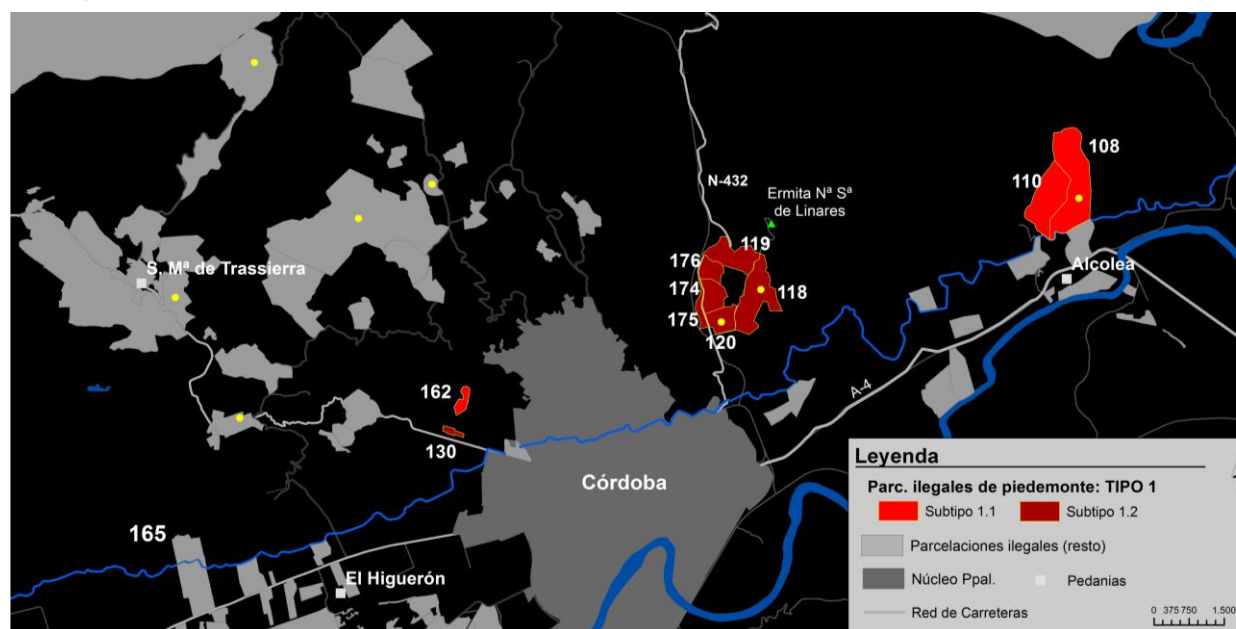 108
110
N-432
Ermita Nª Sª
de Linares
119
176
S. Mª de Trassierra
Alcolea
174
118
175
120
162
A-4
130
Córdoba
165
El Higuerón
Leyenda
Parc. ilegales de piedemonte: TIPO 1
Subtipo 1.1
Subtipo 1.2
Parcelaciones ilegales (resto)
Núcleo Ppal.
Pedanias
Red de Carreteras
0 375 750 1.500